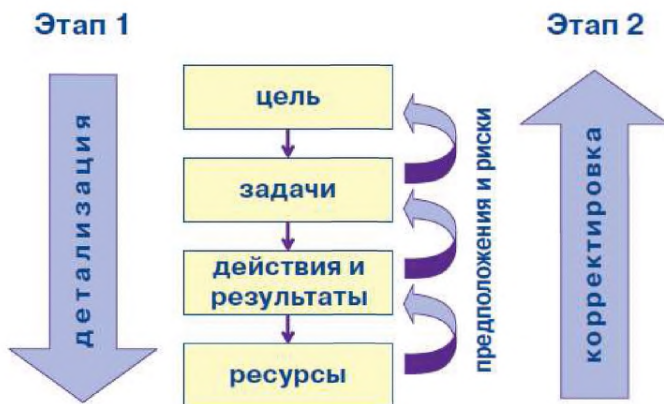 Этап 1
Этап 2
детализация
цель
задачи
действия и
результаты
ресурсы
предположения и риски
корректировка